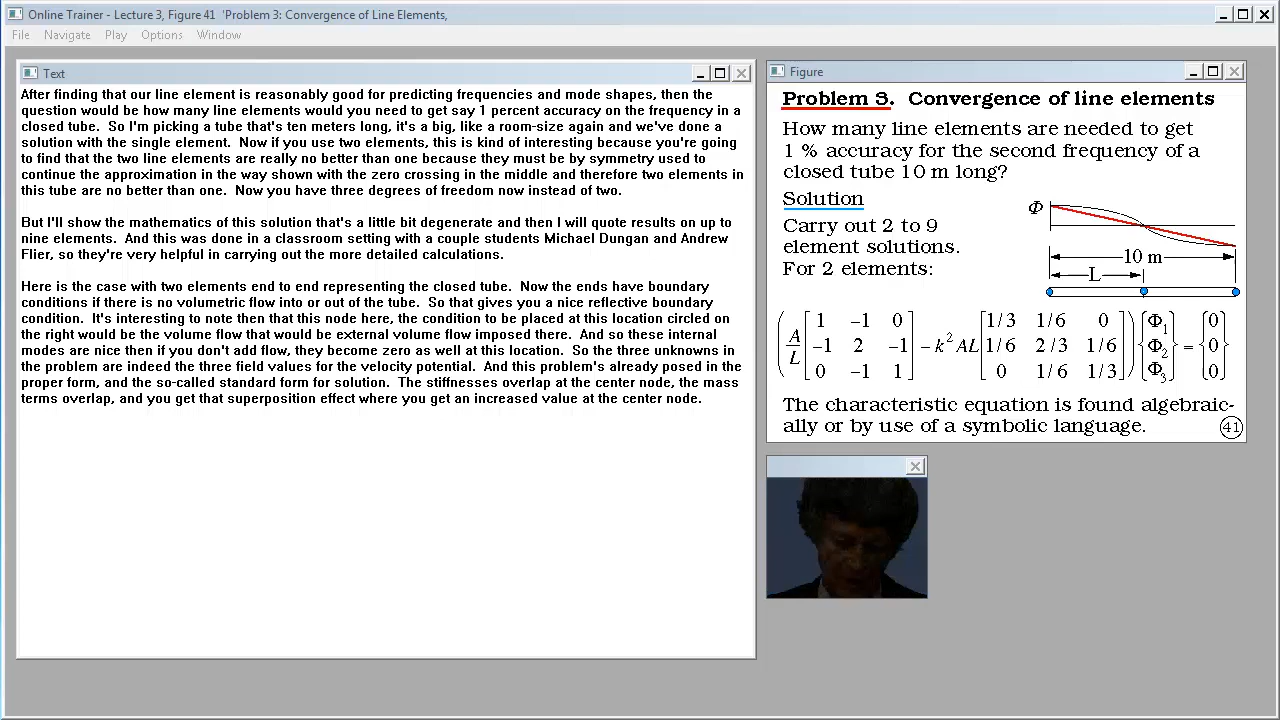 Online Trainer - Lecture 3, Figure 41  'Problem 3: Convergence of Line Elements,
File Navigate Play Options Window
Text
After finding that our line element is reasonably good for predicting frequencies and mode shapes, then the
question would be how many line elements would you need to get say 1 percent accuracy on the frequency in a
closed tube.  So I'm picking a tube that's ten meters long, it's a big, like a room-size again and we've done a
solution with the single element.  Now if you use two elements, this is kind of interesting because you're going
to find that the two line elements are really no better than one because they must be by symmetry used to
continue the approximation in the way shown with the zero crossing in the middle and therefore two elements in
this tube are no better than one.  Now you have three degrees of freedom now instead of two.
But I'll show the mathematics of this solution that's a little bit degenerate and then I will quote results on up to
nine elements.  And this was done in a classroom setting with a couple students Michael Dungan and Andrew
Flier, so they're very helpful in carrying out the more detailed calculations.
Here is the case with two elements end to end representing the closed tube.  Now the ends have boundary
conditions if there is no volumetric flow into or out of the tube.  So that gives you a nice reflective boundary
condition.  It's interesting to note then that this node here, the condition to be placed at this location circled on
the right would be the volume flow that would be external volume flow imposed there.  And so these internal
modes are nice then if you don't add flow, they become zero as well at this location.  So the three unknowns in
the problem are indeed the three field values for the velocity potential.  And this problem's already posed in the
proper form, and the so-called standard form for solution.  The stiffnesses overlap at the center node, the mass
terms overlap, and you get that superposition effect where you get an increased value at the center node.
Figure
Problem 3.  Convergence of line elements
How many line elements are needed to get
1 % accuracy for the second frequency of a
closed tube 10 m long?
Solution
Carry out 2 to 9
element solutions.
For 2 elements:
Φ
10 m
L
( A/L [ 1 −1 0 ; −1 2 −1 ; 0 −1 1 ] − k² AL [ 1/3 1/6 0 ; 1/6 2/3 1/6 ; 0 1/6 1/3 ] ) { Φ1 Φ2 Φ3 } = { 0 0 0 }
The characteristic equation is found algebraic-
ally or by use of a symbolic language.
41